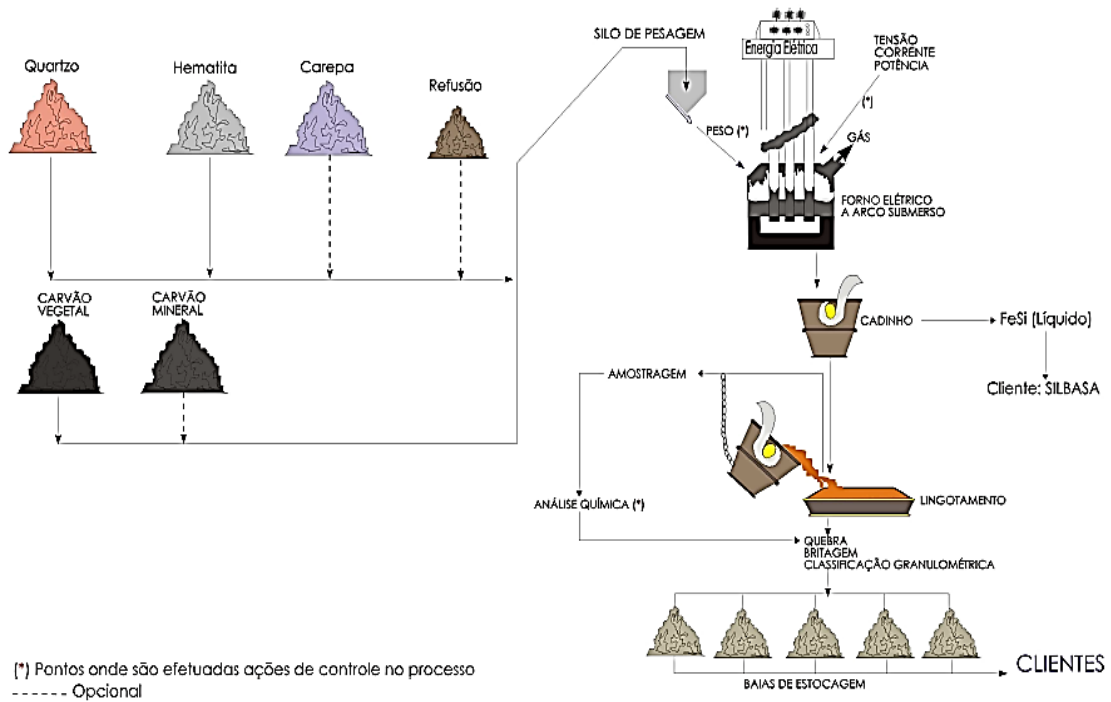 Quartzo
Hematita
Carepa
Refusão
CARVÃO
VEGETAL
CARVÃO
MINERAL
SILO DE PESAGEM
PESO (*)
Energia Elétrica
TENSÃO
CORRENTE
POTÊNCIA
(*)
GÁS
FORNO ELÉTRICO
A ARCO SUBMERSO
CADINHO
FeSi (Líquido)
Cliente: SILBASA
AMOSTRAGEM
ANÁLISE QUÍMICA (*)
LINGOTAMENTO
QUEBRA
BRITAGEM
CLASSIFICAÇÃO GRANULOMÉTRICA
BAIAS DE ESTOCAGEM
CLIENTES
(*) Pontos onde são efetuadas ações de controle no processo
------ Opcional